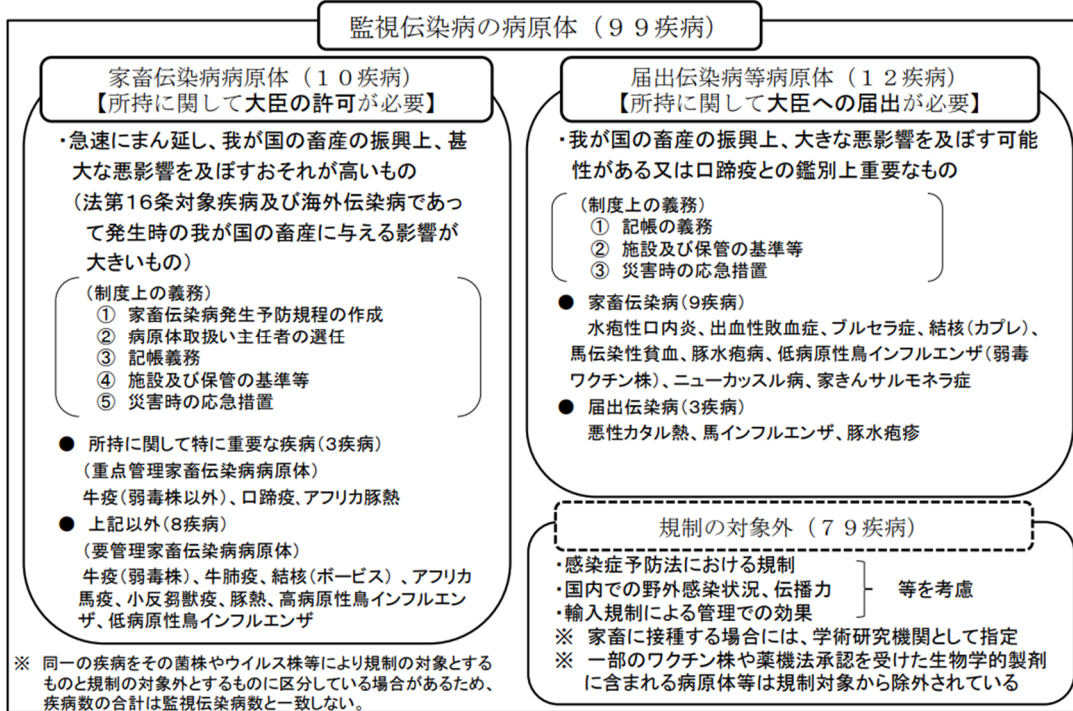 監視伝染病の病原体（９９疾病）
家畜伝染病病原体（１０疾病）
【所持に関して大臣の許可が必要】
・急速にまん延し、我が国の畜産の振興上、甚
大な悪影響を及ぼすおそれが高いもの
（法第16条対象疾病及び海外伝染病であっ
て発生時の我が国の畜産に与える影響が
大きいもの）
（制度上の義務）
① 家畜伝染病発生予防規程の作成
② 病原体取扱い主任者の選任
③ 記帳義務
④ 施設及び保管の基準等
⑤ 災害時の応急措置
● 所持に関して特に重要な疾病（3疾病）
（重点管理家畜伝染病病原体）
牛疫（弱毒株以外）、口蹄疫、アフリカ豚熱
● 上記以外（8疾病）
（要管理家畜伝染病病原体）
牛疫（弱毒株）、牛肺疫、結核（ボービス）、アフリカ
馬疫、小反芻獣疫、豚熱、高病原性鳥インフルエン
ザ、低病原性鳥インフルエンザ
※ 同一の疾病をその菌株やウイルス株等により規制の対象とする
ものと規制の対象外とするものに区分している場合があるため、
疾病数の合計は監視伝染病数と一致しない。
届出伝染病等病原体（１２疾病）
【所持に関して大臣への届出が必要】
・我が国の畜産の振興上、大きな悪影響を及ぼす可能
性がある又は口蹄疫との鑑別上重要なもの
（制度上の義務）
① 記帳の義務
② 施設及び保管の基準等
③ 災害時の応急措置
● 家畜伝染病（9疾病）
水疱性口内炎、出血性敗血症、ブルセラ症、結核（カプレ）、
馬伝染性貧血、豚水疱病、低病原性鳥インフルエンザ（弱毒
ワクチン株）、ニューカッスル病、家きんサルモネラ症
● 届出伝染病（3疾病）
悪性カタル熱、馬インフルエンザ、豚水疱疹
規制の対象外（７９疾病）
・感染症予防法における規制
・国内での野外感染状況、伝播力 等を考慮
・輸入規制による管理での効果
※ 家畜に接種する場合には、学術研究機関として指定
※ 一部のワクチン株や薬機法承認を受けた生物学的製剤
に含まれる病原体等は規制対象から除外されている